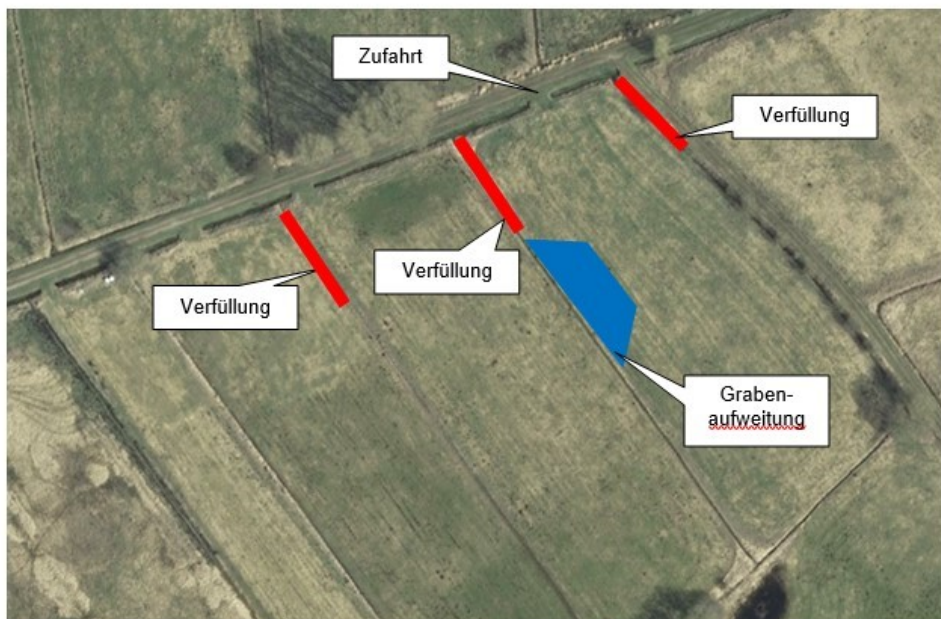 Zufahrt
Verfüllung
Verfüllung
Verfüllung
Graben-
aufweitung